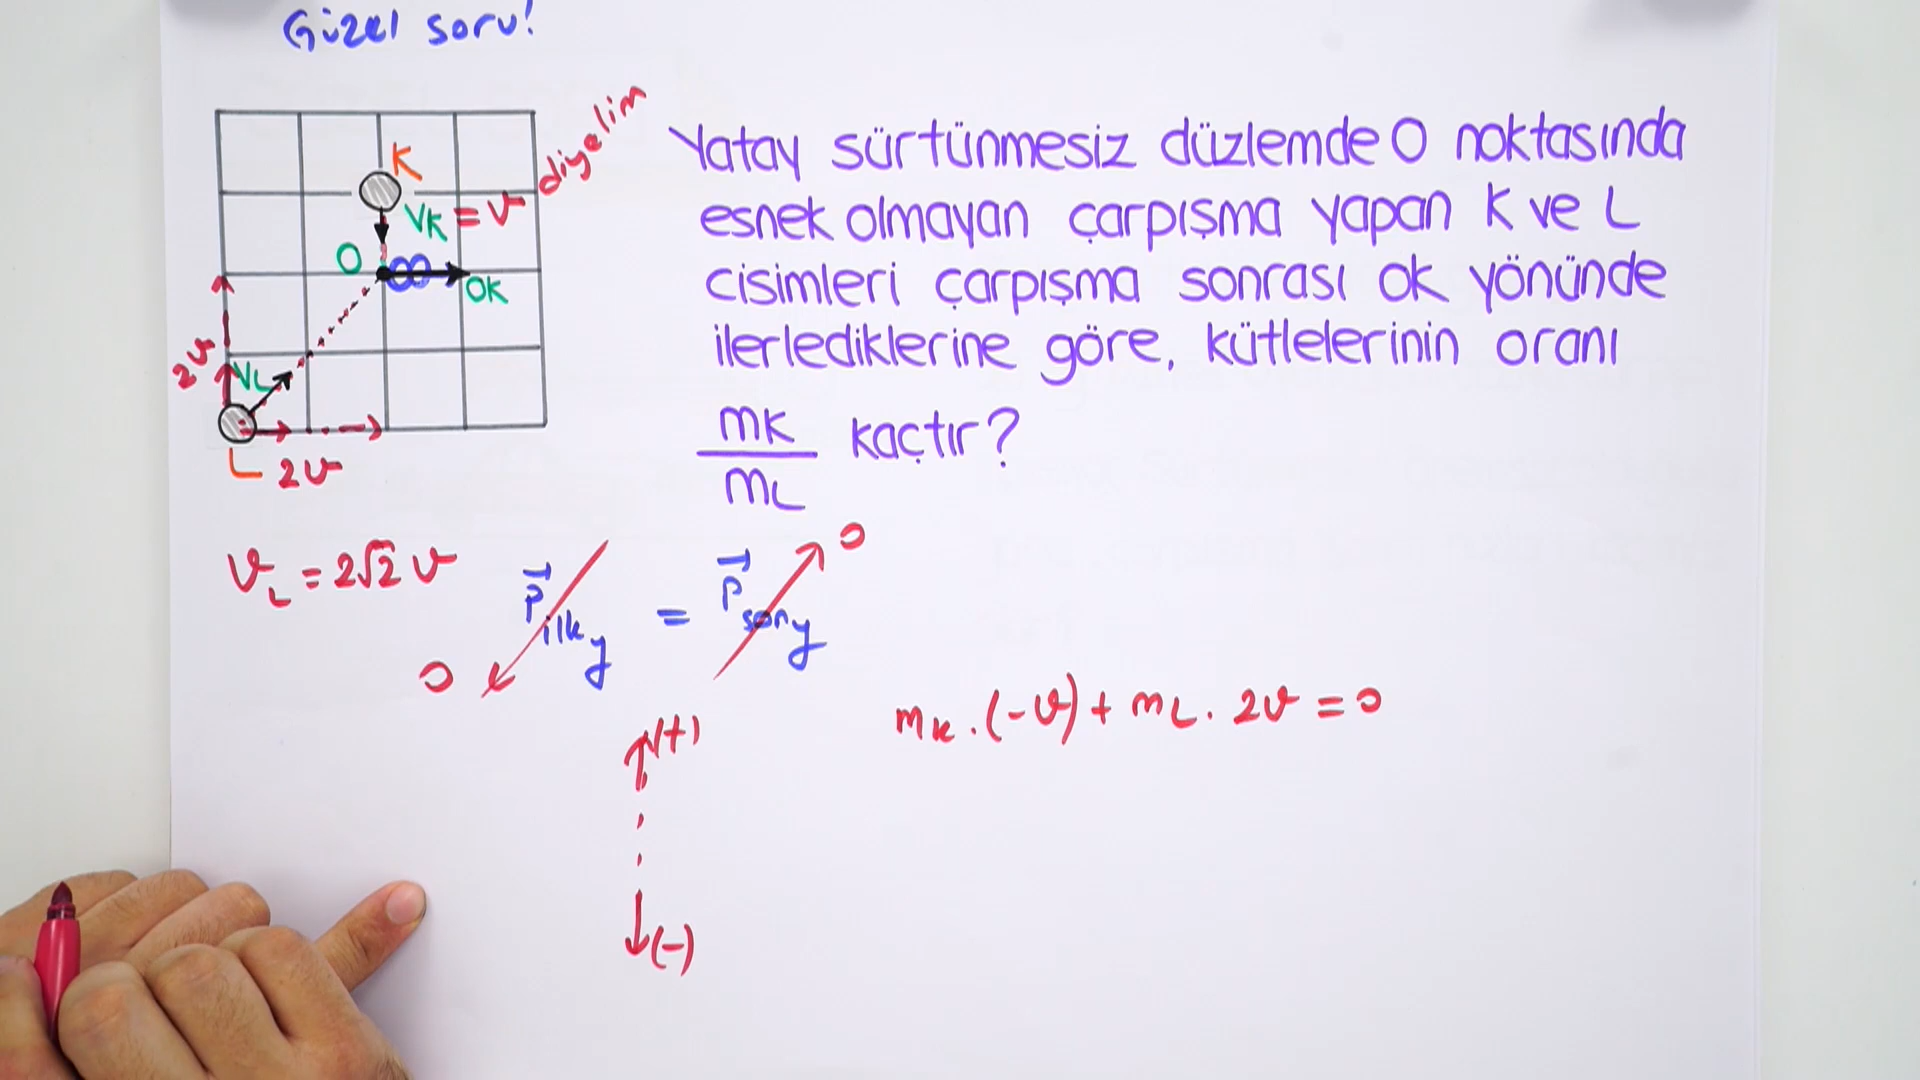 Güzel soru!
diyelim
K
VK = v
O
OK
2v
VL
L
2v
Yatay sürtünmesiz düzlemde O noktasında
esnek olmayan çarpışma yapan K ve L
cisimleri çarpışma sonrası ok yönünde
ilerlediklerine göre, kütlelerinin oranı
mK
mL
kaçtır?
vL = 2√2 v
P⃗ilky = P⃗sony
0
0
mK . (-v) + mL . 2v = 0
(+)
(-)